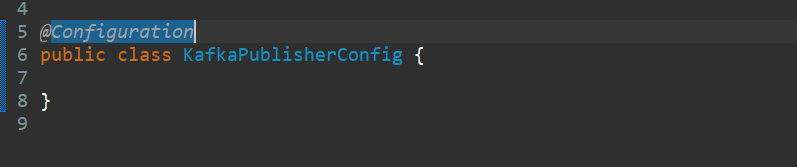 4
5 @Configuration
6 public class KafkaPublisherConfig {
7
8 }
9